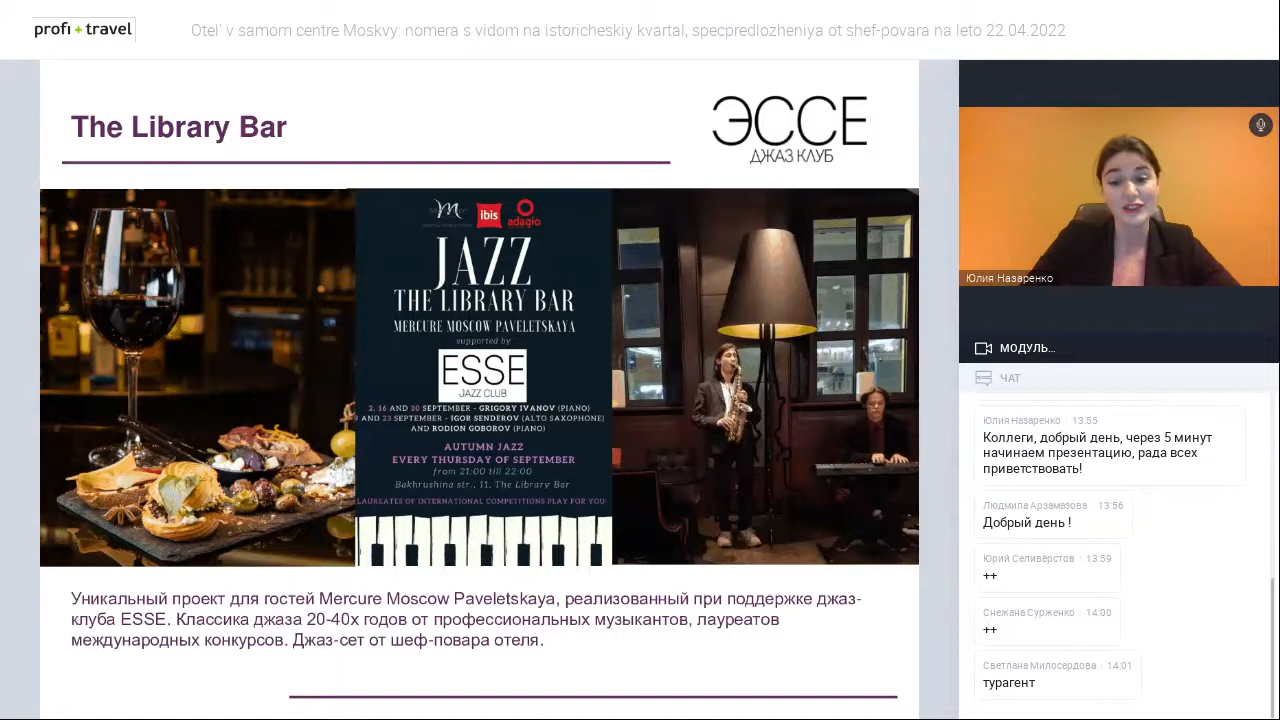 profi + travel
Otel' v samom centre Moskvy: nomera s vidom na istoricheskiy kvartal, specpredlozheniya ot shef-povara na leto 22.04.2022
The Library Bar
ЭССЕ
ДЖАЗ КЛУБ
ibis
adagio
JAZZ
THE LIBRARY BAR
MERCURE MOSCOW PAVELETSKAYA
supported by
ESSE
JAZZ CLUB
2, 16 AND 30 SEPTEMBER - GRIGORY IVANOV (PIANO)
AND 23 SEPTEMBER - IGOR SENDEROV (ALTO SAXOPHONE)
AND RODION GOBOROV (PIANO)
AUTUMN JAZZ
EVERY THURSDAY OF SEPTEMBER
from 21:00 till 22:00
Bakhrushina str., 11, The Library Bar
LAUREATES OF INTERNATIONAL COMPETITIONS PLAY FOR YOU
Уникальный проект для гостей Mercure Moscow Paveletskaya, реализованный при поддержке джаз-
клуба ESSE. Классика джаза 20-40х годов от профессиональных музыкантов, лауреатов
международных конкурсов. Джаз-сет от шеф-повара отеля.
Юлия Назаренко
МОДУЛЬ…
ЧАТ
Юлия Назаренко 13:55
Коллеги, добрый день, через 5 минут
начинаем презентацию, рада всех
приветствовать!
Людмила Арзамазова 13:56
Добрый день !
Юрий Селивёрстов 13:59
++
Снежана Сурженко 14:00
++
Светлана Милосердова 14:01
турагент